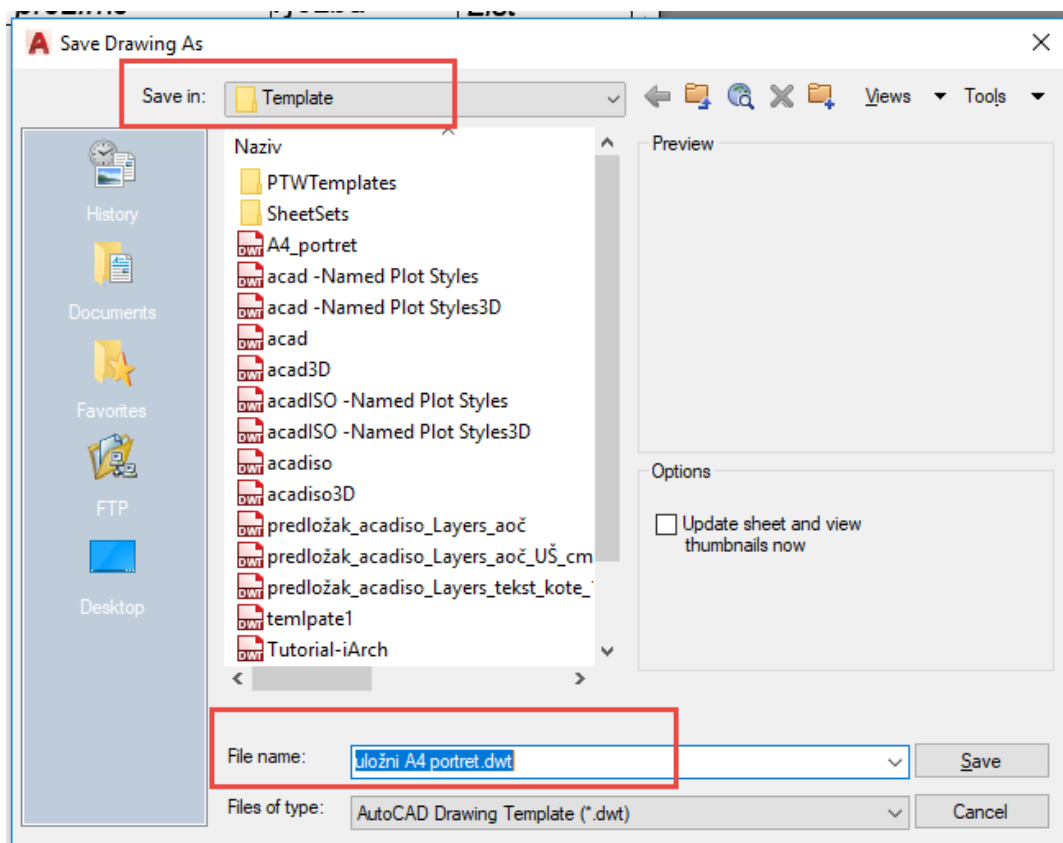 Save Drawing As
Save in: Template Views Tools
Naziv
PTWTemplates
SheetSets
A4_portret
acad -Named Plot Styles
acad -Named Plot Styles3D
acad
acad3D
acadISO -Named Plot Styles
acadISO -Named Plot Styles3D
acadiso
acadiso3D
predložak_acadiso_Layers_aoč
predložak_acadiso_Layers_aoč_UŠ_cm
predložak_acadiso_Layers_tekst_kote_
temlpate1
Tutorial-iArch
History
Documents
Favorites
FTP
Desktop
Preview
Options
Update sheet and view
thumbnails now
File name: uložni A4 portret.dwt Save
Files of type: AutoCAD Drawing Template (*.dwt) Cancel